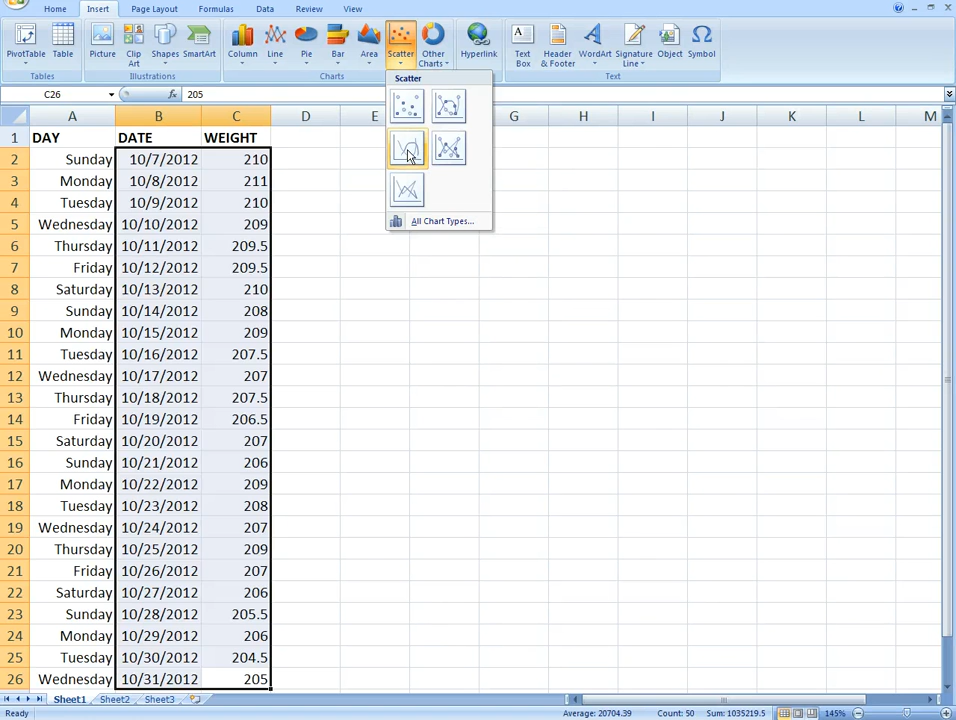 Home Insert Page Layout Formulas Data Review View
PivotTable Table Picture Clip Art Shapes SmartArt Column Line Pie Bar Area Scatter Other Charts Hyperlink Text Box Header & Footer WordArt Signature Line Object Symbol
Tables Illustrations Charts Links Text
Scatter
All Chart Types...
C26 fx 205
A B C D E G H I J K L M
1 DAY DATE WEIGHT
2 Sunday 10/7/2012 210
3 Monday 10/8/2012 211
4 Tuesday 10/9/2012 210
5 Wednesday 10/10/2012 209
6 Thursday 10/11/2012 209.5
7 Friday 10/12/2012 209.5
8 Saturday 10/13/2012 210
9 Sunday 10/14/2012 208
10 Monday 10/15/2012 209
11 Tuesday 10/16/2012 207.5
12 Wednesday 10/17/2012 207
13 Thursday 10/18/2012 207.5
14 Friday 10/19/2012 206.5
15 Saturday 10/20/2012 207
16 Sunday 10/21/2012 206
17 Monday 10/22/2012 209
18 Tuesday 10/23/2012 208
19 Wednesday 10/24/2012 207
20 Thursday 10/25/2012 209
21 Friday 10/26/2012 207
22 Saturday 10/27/2012 206
23 Sunday 10/28/2012 205.5
24 Monday 10/29/2012 206
25 Tuesday 10/30/2012 204.5
26 Wednesday 10/31/2012 205
Sheet1 Sheet2 Sheet3
Ready Average: 20704.39 Count: 50 Sum: 1035219.5 145%